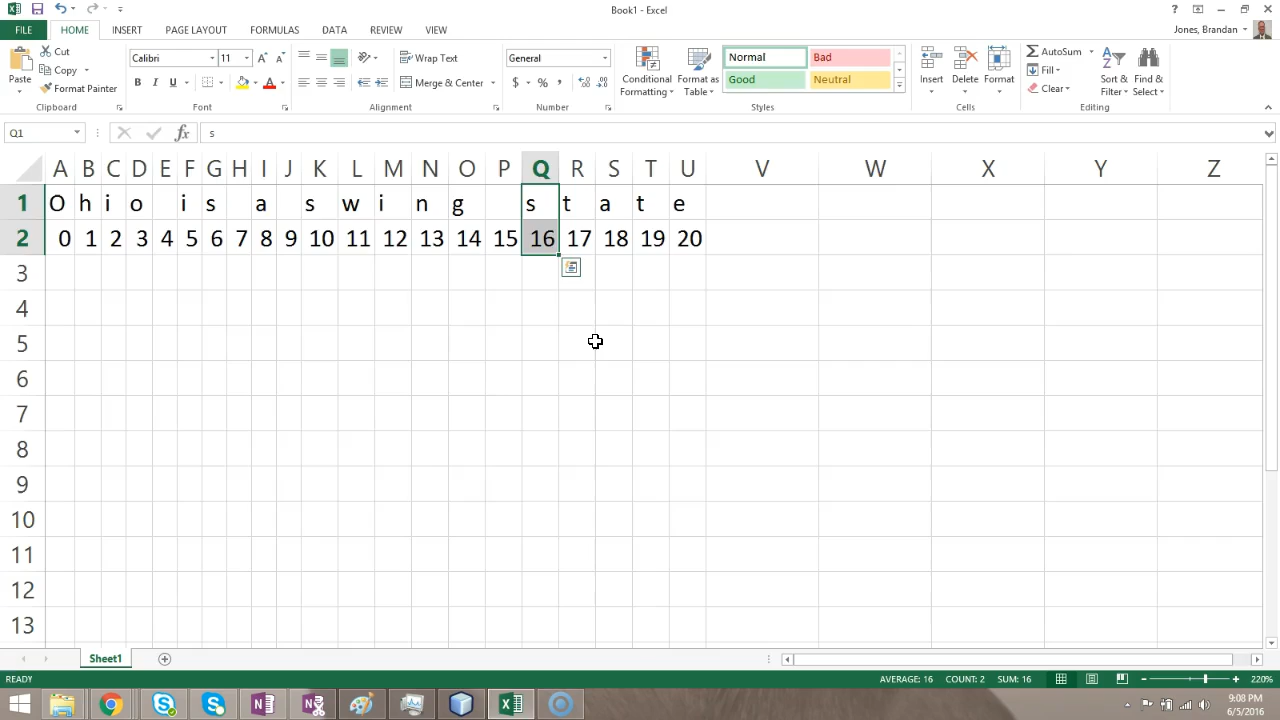 Book1 - Excel
FILE HOME INSERT PAGE LAYOUT FORMULAS DATA REVIEW VIEW Jones, Brandan
Paste Cut Copy Format Painter Clipboard
Calibri 11 B I U Font
Wrap Text Merge & Center Alignment
General $ % , Number
Conditional Formatting Format as Table Normal Bad Good Neutral Styles
Insert Delete Format Cells
AutoSum Fill Clear Sort & Filter Find & Select Editing
Q1 fx s
A B C D E F G H I J K L M N O P Q R S T U V W X Y Z
1 O h i o i s a s w i n g s t a t e
2 0 1 2 3 4 5 6 7 8 9 10 11 12 13 14 15 16 17 18 19 20
3
4
5
6
7
8
9
10
11
12
13
Sheet1
READY AVERAGE: 16 COUNT: 2 SUM: 16 220%
9:08 PM
6/5/2016